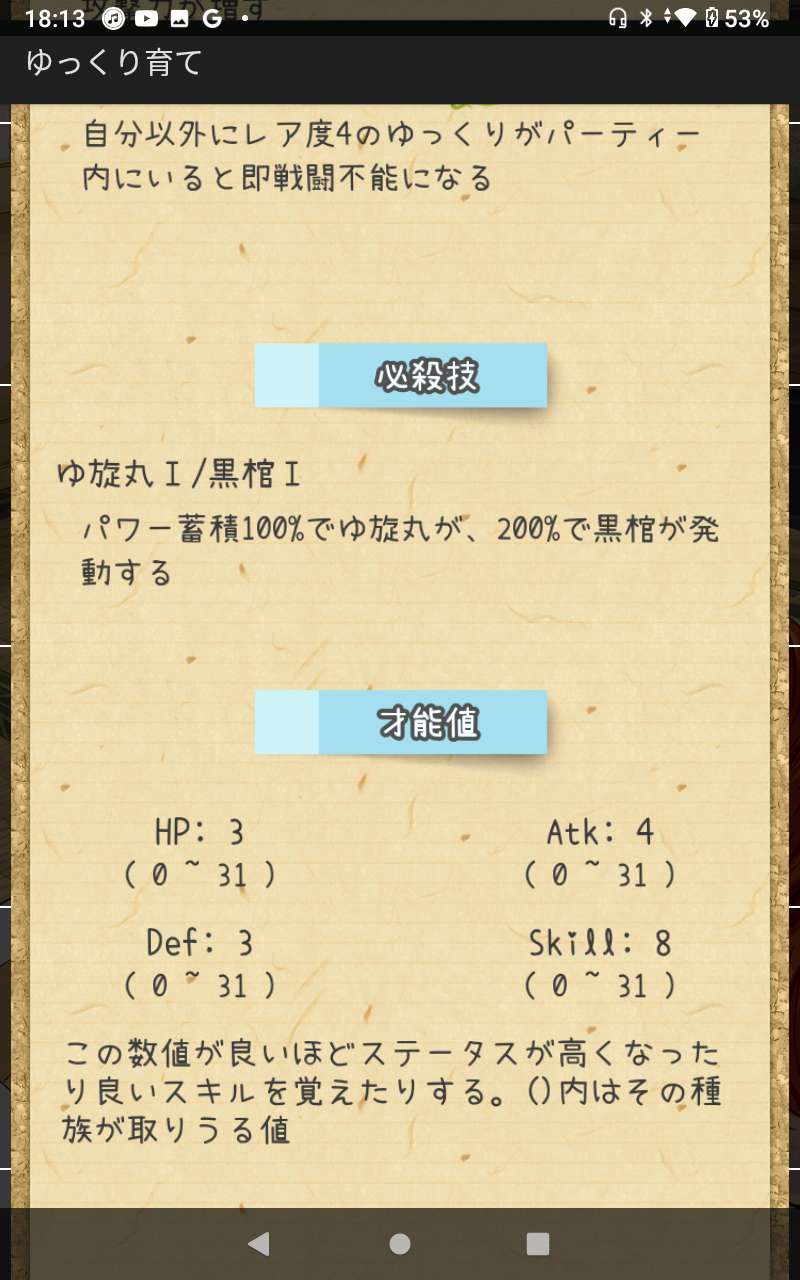 18:13
53%
ゆっくり育て
自分以外にレア度4のゆっくりがパーティー
内にいると即戦闘不能になる
必殺技
ゆ旋丸Ⅰ/黒棺Ⅰ
パワー蓄積100%でゆ旋丸が、200%で黒棺が発
動する
才能値
HP: 3
Atk: 4
( 0 ~ 31 )
( 0 ~ 31 )
Def: 3
Skill: 8
( 0 ~ 31 )
( 0 ~ 31 )
この数値が良いほどステータスが高くなった
り良いスキルを覚えたりする。()内はその種
族が取りうる値